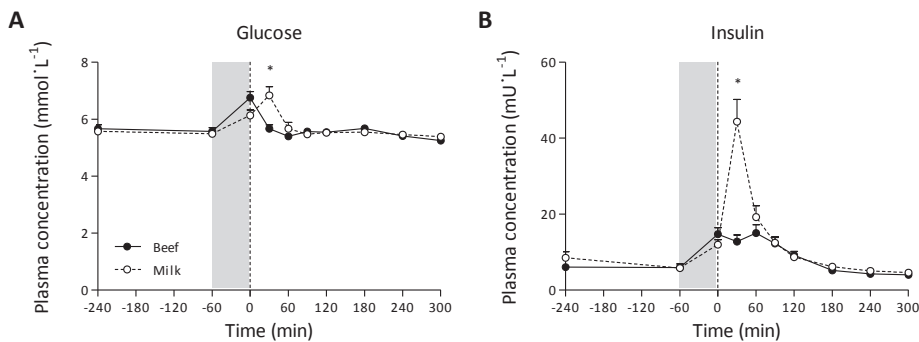 A
Glucose
Plasma concentration (mmol˙L⁻¹)
8
6
4
2
0
*
Beef
Milk
-240 -180 -120 -60 0 60 120 180 240 300
Time (min)
B
Insulin
Plasma concentration (mU˙L⁻¹)
60
40
20
0
*
-240 -180 -120 -60 0 60 120 180 240 300
Time (min)